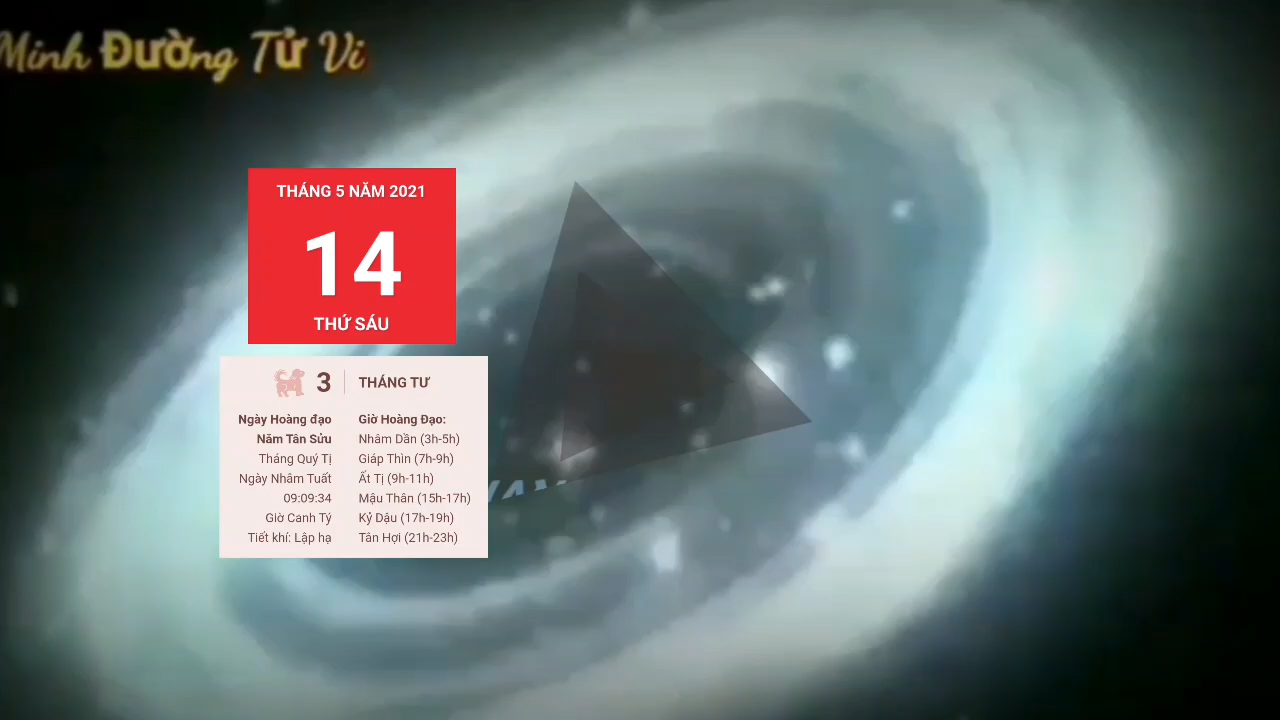 Minh Đường Tử Vi
THÁNG 5 NĂM 2021
14
THỨ SÁU
3 THÁNG TƯ
Ngày Hoàng đạo
Năm Tân Sửu
Tháng Quý Tị
Ngày Nhâm Tuất
09:09:34
Giờ Canh Tý
Tiết khí: Lập hạ
Giờ Hoàng Đạo:
Nhâm Dần (3h-5h)
Giáp Thìn (7h-9h)
Ất Tị (9h-11h)
Mậu Thân (15h-17h)
Kỷ Dậu (17h-19h)
Tân Hợi (21h-23h)